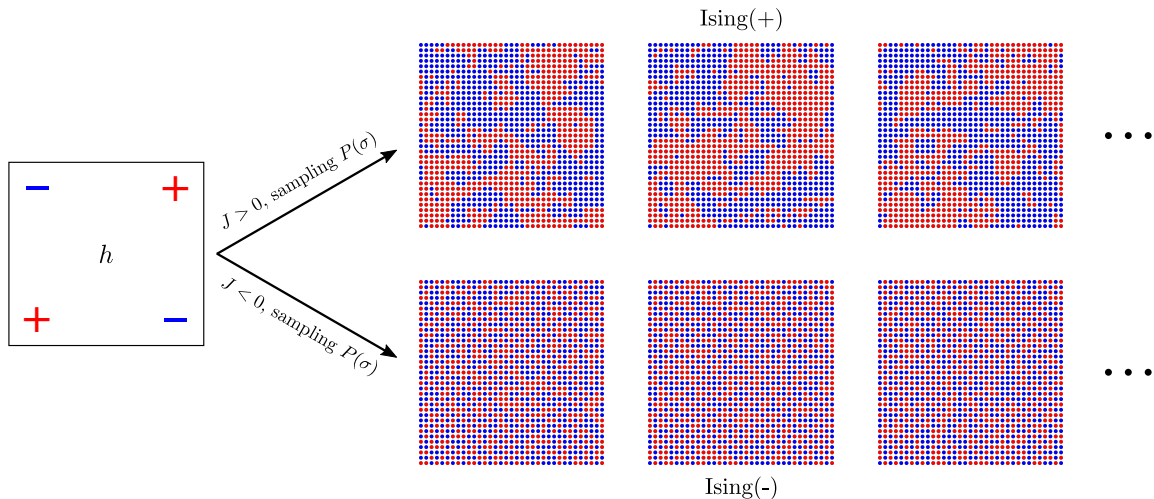 Ising(+)
− +
h
+ −
J > 0, sampling P(σ)
J < 0, sampling P(σ)
...
...
Ising(-)